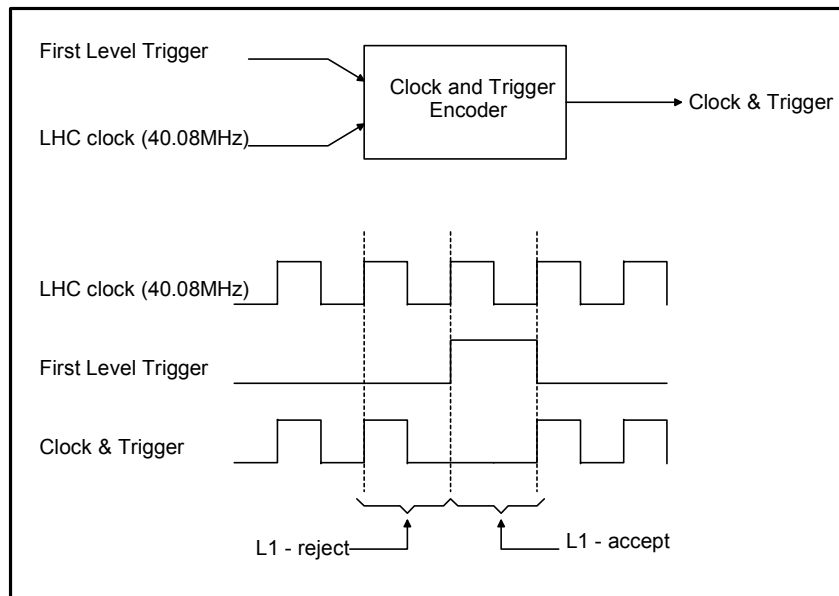 First Level Trigger
LHC clock (40.08MHz)
Clock and Trigger
Encoder
Clock & Trigger
LHC clock (40.08MHz)
First Level Trigger
Clock & Trigger
L1 - reject
L1 - accept